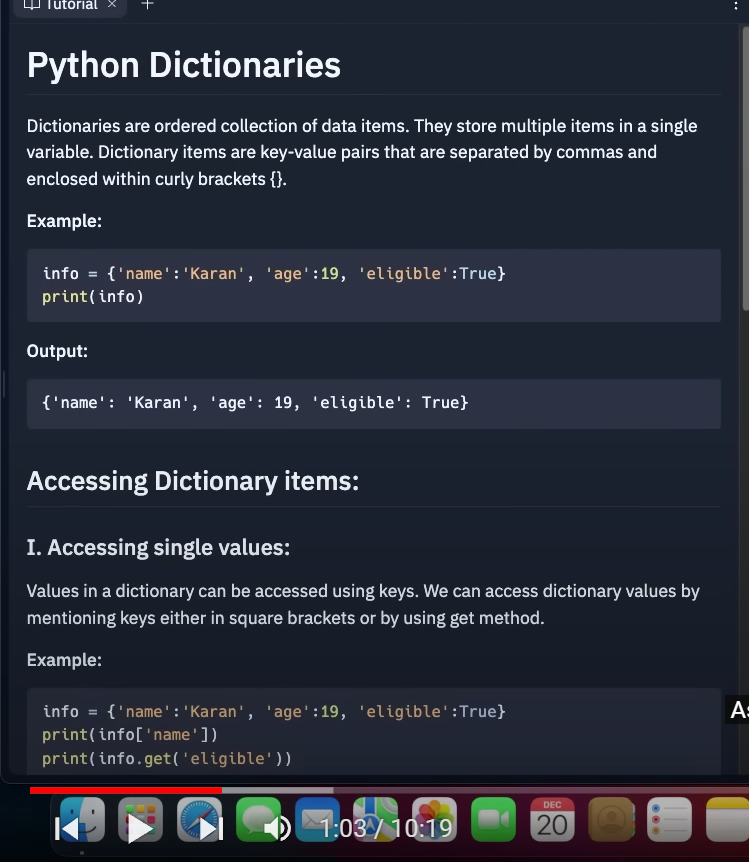 Tutorial
Python Dictionaries
Dictionaries are ordered collection of data items. They store multiple items in a single
variable. Dictionary items are key-value pairs that are separated by commas and
enclosed within curly brackets {}.
Example:
info = {'name':'Karan', 'age':19, 'eligible':True}
print(info)
Output:
{'name': 'Karan', 'age': 19, 'eligible': True}
Accessing Dictionary items:
I. Accessing single values:
Values in a dictionary can be accessed using keys. We can access dictionary values by
mentioning keys either in square brackets or by using get method.
Example:
info = {'name':'Karan', 'age':19, 'eligible':True}
print(info['name'])
print(info.get('eligible'))
DEC
20
1:03 / 10:19